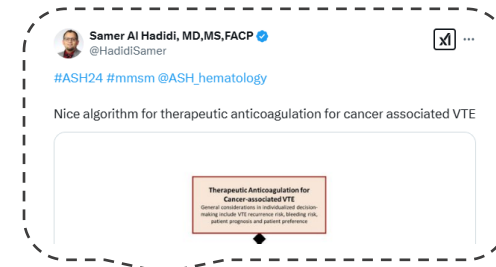 Samer Al Hadidi, MD,MS,FACP
@HadidiSamer
#ASH24 #mmsm @ASH_hematology
Nice algorithm for therapeutic anticoagulation for cancer associated VTE
Therapeutic Anticoagulation for
Cancer-associated VTE
General considerations in individualized decision-
making include VTE recurrence risk, bleeding risk,
patient prognosis and patient preference